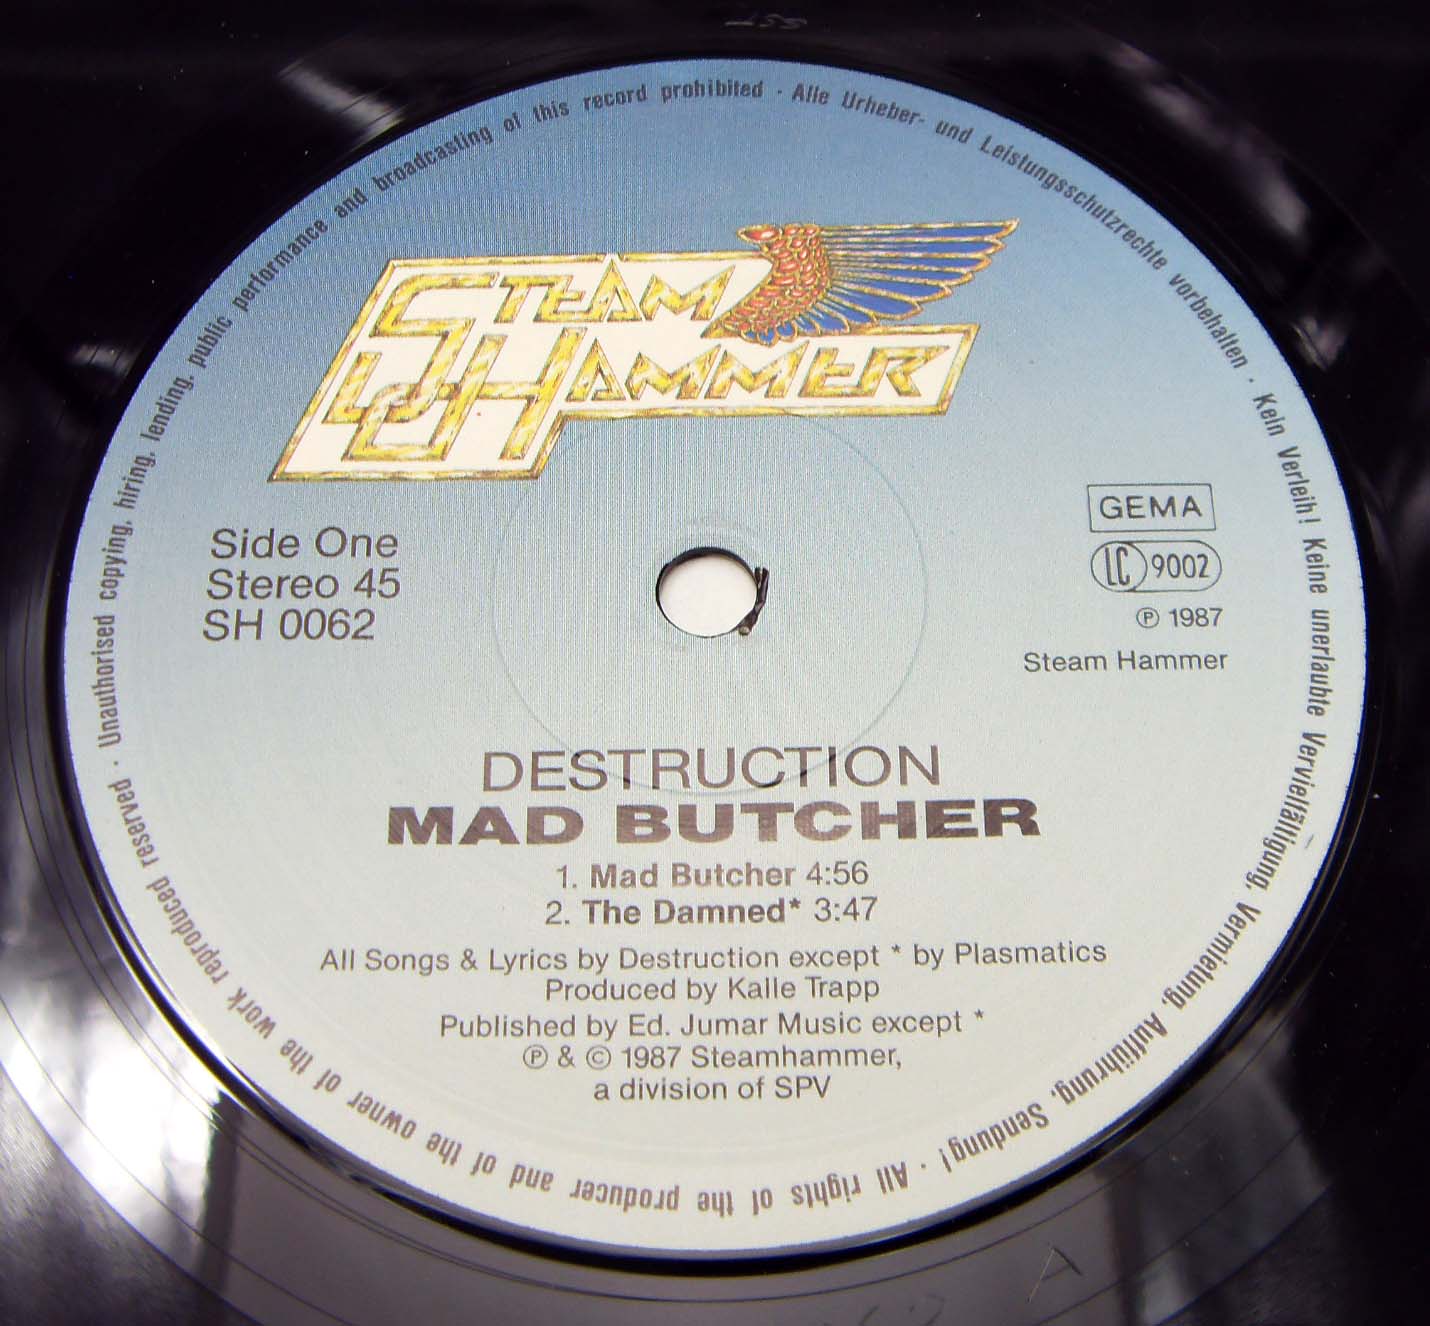 STEAM
HAMMER
Side One
Stereo 45
SH 0062
GEMA
LC 9002
℗ 1987
Steam Hammer
DESTRUCTION
MAD BUTCHER
1. Mad Butcher 4:56
2. The Damned* 3:47
All Songs & Lyrics by Destruction except * by Plasmatics
Produced by Kalle Trapp
Published by Ed. Jumar Music except *
℗ & © 1987 Steamhammer,
a division of SPV
All rights of the producer and of the owner of the work reproduced reserved · Unauthorised copying, hiring, lending, public performance and broadcasting of this record prohibited · Alle Urheber- und Leistungsschutzrechte vorbehalten · Kein Verleih! Keine unerlaubte Vervielfältigung, Vermietung, Aufführung, Sendung! ·
A